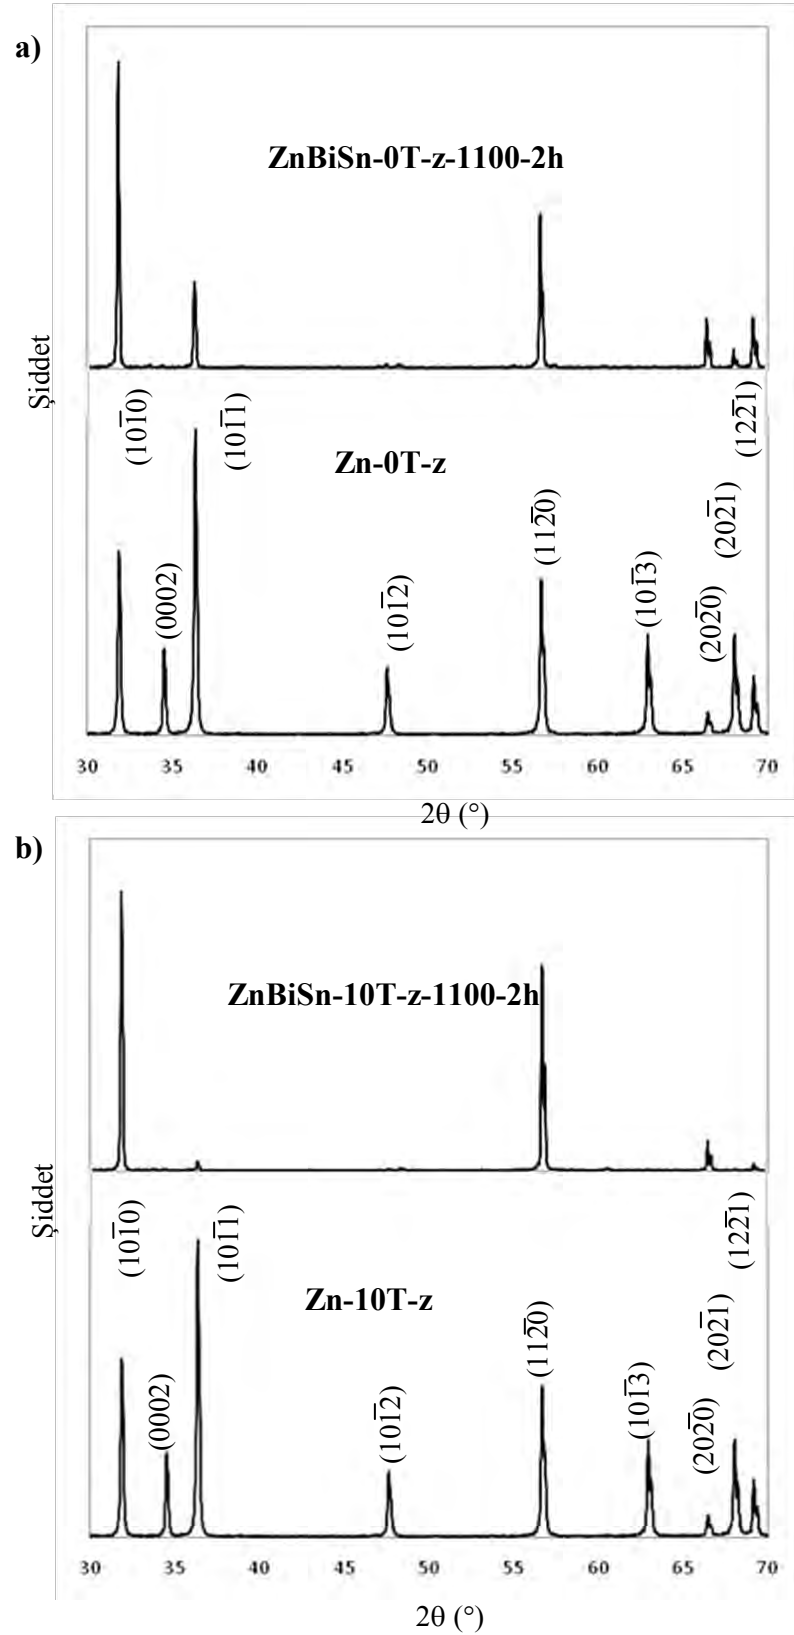 a)
ZnBiSn-0T-z-1100-2h
Şiddet
(101̅0)
(101̅1)
(122̅1)
Zn-0T-z
(0002)
(101̅2)
(112̅0)
(101̅3)
(202̅0)
(202̅1)
30 35 40 45 50 55 60 65 70
2θ (°)
b)
ZnBiSn-10T-z-1100-2h
Şiddet
(101̅0)
(101̅1)
(122̅1)
Zn-10T-z
(0002)
(101̅2)
(112̅0)
(101̅3)
(202̅0)
(202̅1)
30 35 40 45 50 55 60 65 70
2θ (°)